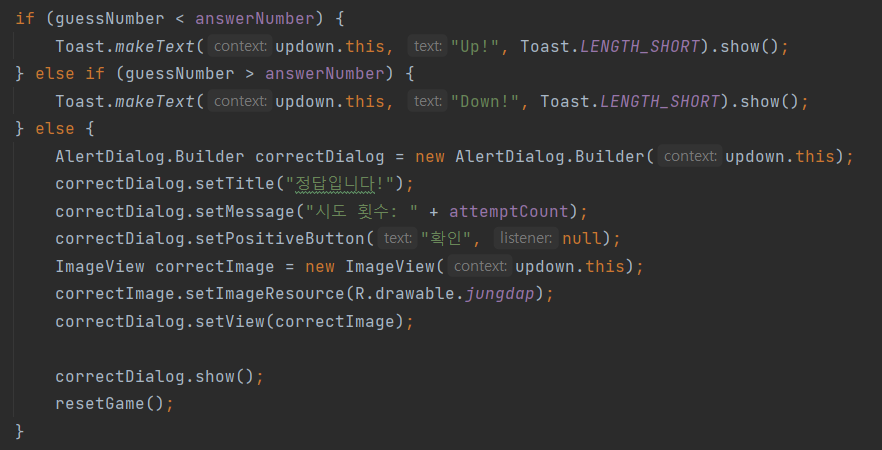 if (guessNumber < answerNumber) {
Toast.makeText( context: updown.this, text: "Up!", Toast.LENGTH_SHORT).show();
} else if (guessNumber > answerNumber) {
Toast.makeText( context: updown.this, text: "Down!", Toast.LENGTH_SHORT).show();
} else {
AlertDialog.Builder correctDialog = new AlertDialog.Builder( context: updown.this);
correctDialog.setTitle("정답입니다!");
correctDialog.setMessage("시도 횟수: " + attemptCount);
correctDialog.setPositiveButton( text: "확인", listener: null);
ImageView correctImage = new ImageView( context: updown.this);
correctImage.setImageResource(R.drawable.jungdap);
correctDialog.setView(correctImage);
correctDialog.show();
resetGame();
}